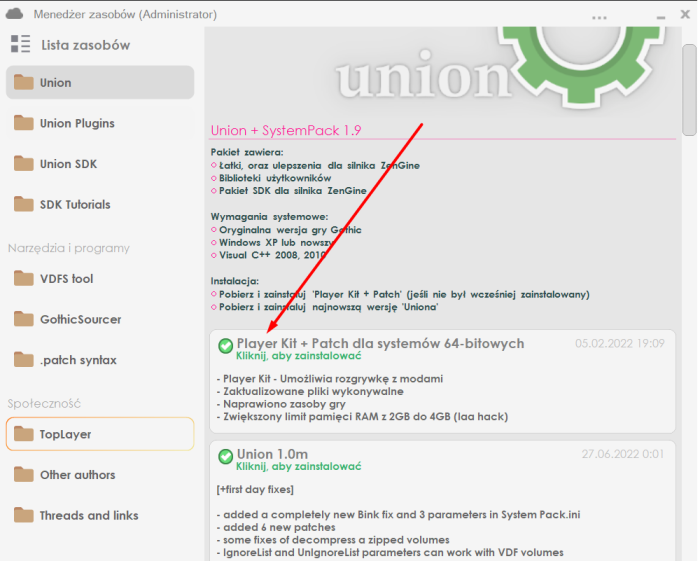 Menedżer zasobów (Administrator)
Lista zasobów
Union
Union Plugins
Union SDK
SDK Tutorials
Narzędzia i programy
VDFS tool
GothicSourcer
.patch syntax
Społeczność
TopLayer
Other authors
Threads and links
union
Union + SystemPack 1.9
Pakiet zawiera:
Łatki, oraz ulepszenia dla silnika ZenGine
Biblioteki użytkowników
Pakiet SDK dla silnika ZenGine
Wymagania systemowe:
Oryginalna wersja gry Gothic
Windows XP lub nowszy
Visual C++ 2008, 2010
Instalacja:
Pobierz i zainstaluj 'Player Kit + Patch' (jeśli nie był wcześniej zainstalowany)
Pobierz i zainstaluj najnowszą wersję 'Uniona'
Player Kit + Patch dla systemów 64-bitowych 05.02.2022 19:09
Kliknij, aby zainstalować
- Player Kit - Umożliwia rozgrywkę z modami
- Zaktualizowane pliki wykonywalne
- Naprawiono zasoby gry
- Zwiększony limit pamięci RAM z 2GB do 4GB (laa hack)
Union 1.0m 27.06.2022 0:01
Kliknij, aby zainstalować
[+first day fixes]
- added a completely new Bink fix and 3 parameters in System Pack.ini
- added 6 new patches
- some fixes of decompress a zipped volumes
- IgnoreList and UnIgnoreList parameters can work with VDF volumes